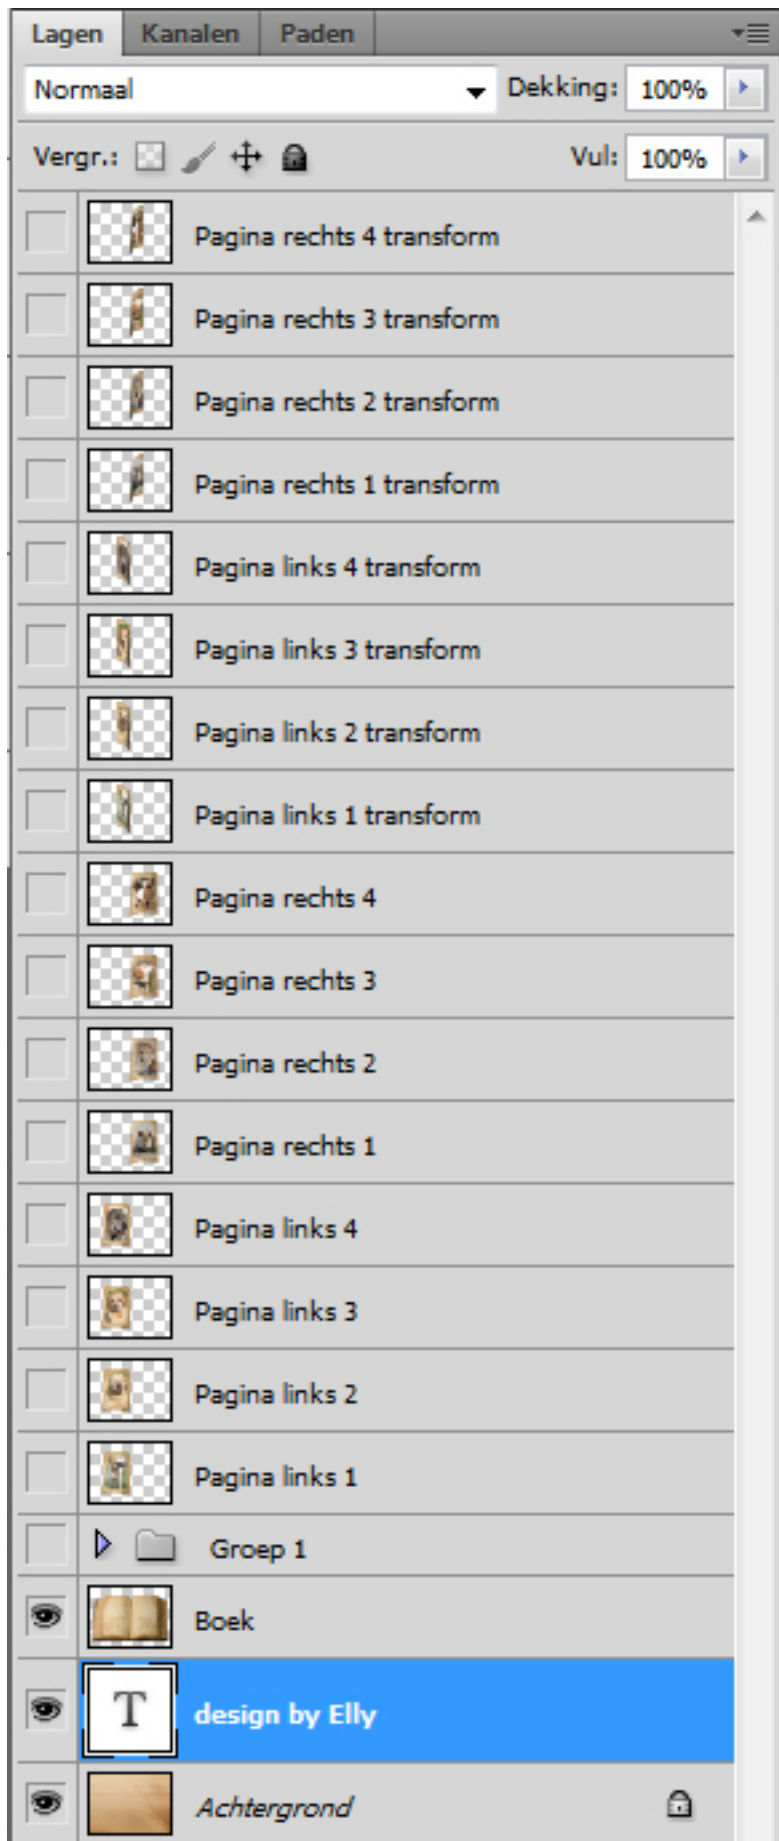 Lagen Kanalen Paden
Normaal Dekking: 100%
Vergr.: Vul: 100%
Pagina rechts 4 transform
Pagina rechts 3 transform
Pagina rechts 2 transform
Pagina rechts 1 transform
Pagina links 4 transform
Pagina links 3 transform
Pagina links 2 transform
Pagina links 1 transform
Pagina rechts 4
Pagina rechts 3
Pagina rechts 2
Pagina rechts 1
Pagina links 4
Pagina links 3
Pagina links 2
Pagina links 1
Groep 1
Boek
T design by Elly
Achtergrond